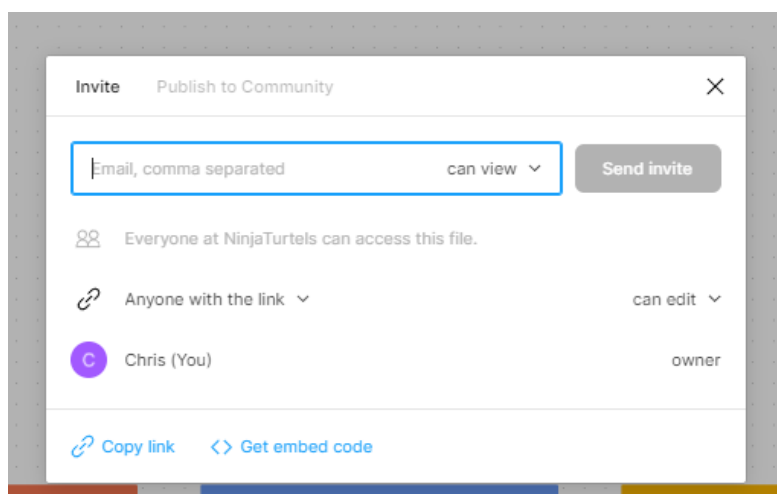 Invite Publish to Community
Email, comma separated can view Send invite
Everyone at NinjaTurtels can access this file.
Anyone with the link can edit
C Chris (You) owner
Copy link <> Get embed code